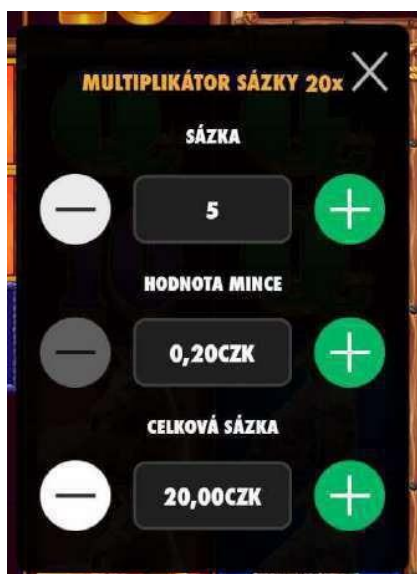 MULTIPLIKÁTOR SÁZKY 20x
SÁZKA
5
HODNOTA MINCE
0,20CZK
CELKOVÁ SÁZKA
20,00CZK